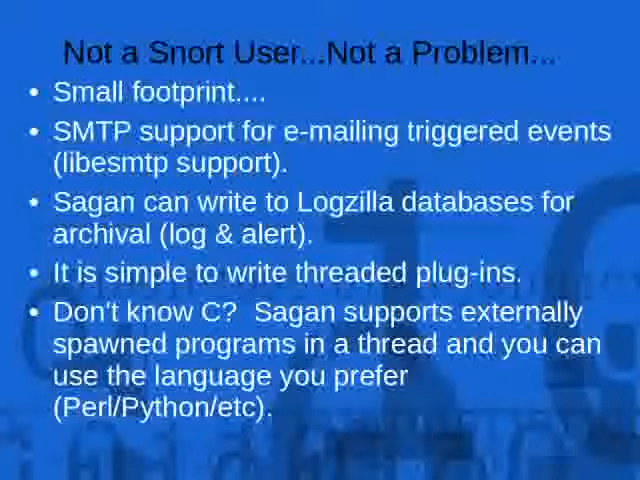 Not a Snort User...Not a Problem...
• Small footprint....
• SMTP support for e-mailing triggered events
(libesmtp support).
• Sagan can write to Logzilla databases for
archival (log & alert).
• It is simple to write threaded plug-ins.
• Don't know C?  Sagan supports externally
spawned programs in a thread and you can
use the language you prefer
(Perl/Python/etc).